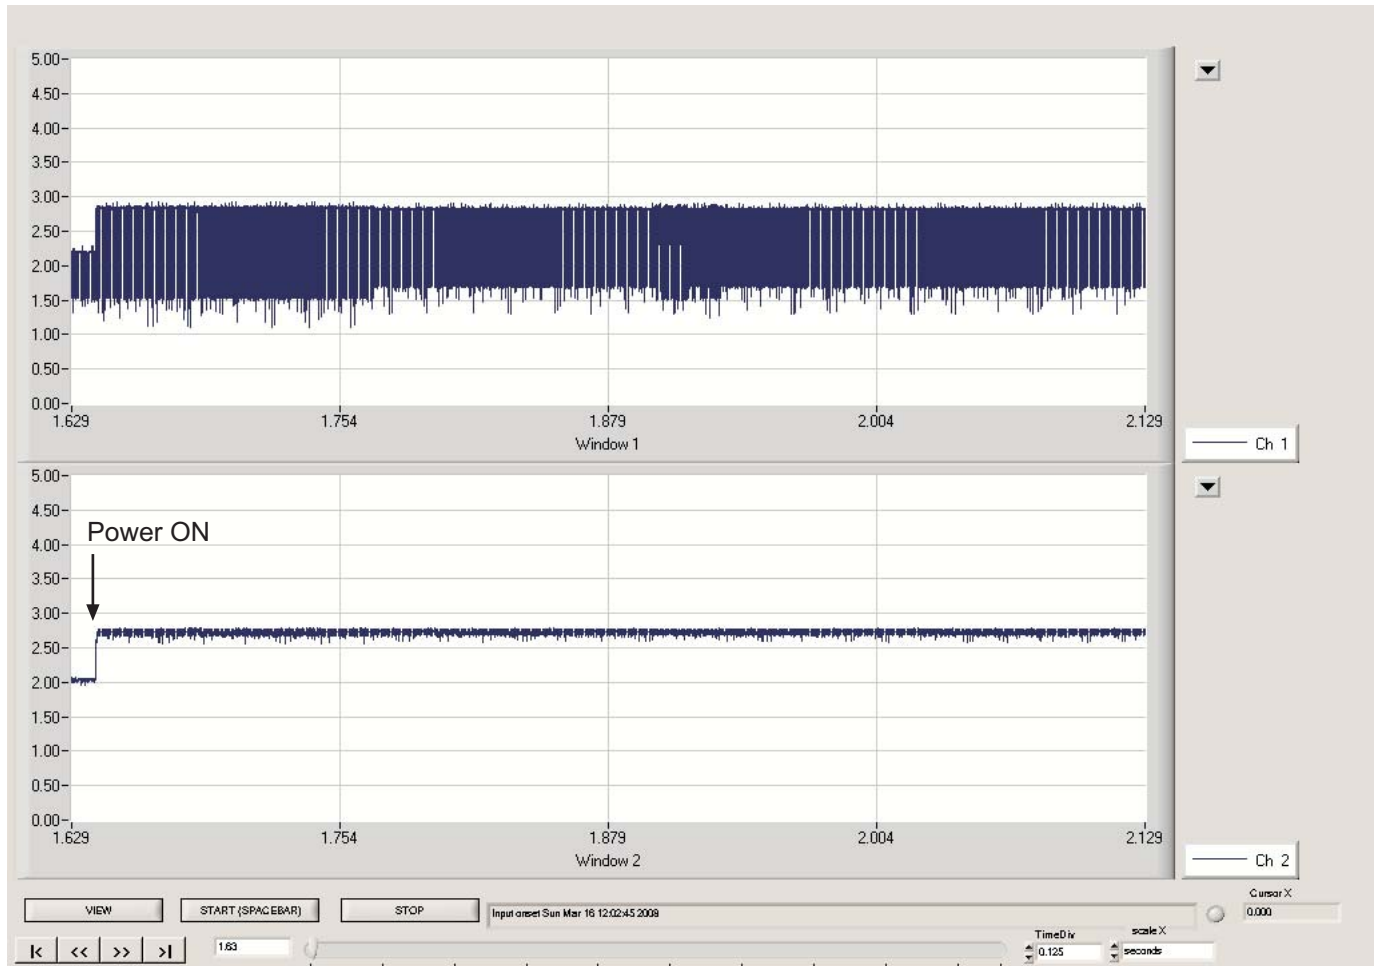 5.00
4.50
4.00
3.50
3.00
2.50
2.00
1.50
1.00
0.50
0.00
1.629 1.754 1.879 2.004 2.129
Window 1
Ch 1
5.00
4.50
Power ON
4.00
3.50
3.00
2.50
2.00
1.50
1.00
0.50
0.00
1.629 1.754 1.879 2.004 2.129
Window 2
Ch 2
Cursor X
VIEW START (SPACEBAR) STOP Input onset Sun Mar 16 12:02:45 2008 0.000
TimeDiv scale X
|< << >> >| 1.63 0.125 seconds